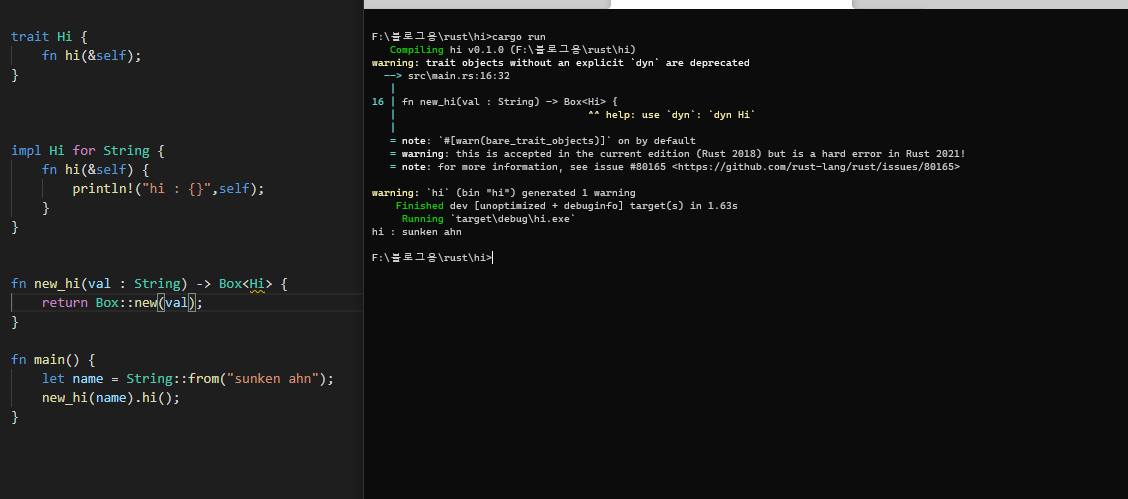 trait Hi {
    fn hi(&self);
}
impl Hi for String {
    fn hi(&self) {
        println!("hi : {}",self);
    }
}
fn new_hi(val : String) -> Box<Hi> {
    return Box::new(val);
}
fn main() {
    let name = String::from("sunken ahn");
    new_hi(name).hi();
}
F:\블로그용\rust\hi>cargo run
   Compiling hi v0.1.0 (F:\블로그용\rust\hi)
warning: trait objects without an explicit `dyn` are deprecated
  --> src\main.rs:16:32
   |
16 | fn new_hi(val : String) -> Box<Hi> {
   |                                ^^ help: use `dyn`: `dyn Hi`
   |
   = note: `#[warn(bare_trait_objects)]` on by default
   = warning: this is accepted in the current edition (Rust 2018) but is a hard error in Rust 2021!
   = note: for more information, see issue #80165 <https://github.com/rust-lang/rust/issues/80165>
warning: `hi` (bin "hi") generated 1 warning
    Finished dev [unoptimized + debuginfo] target(s) in 1.63s
     Running `target\debug\hi.exe`
hi : sunken ahn
F:\블로그용\rust\hi>